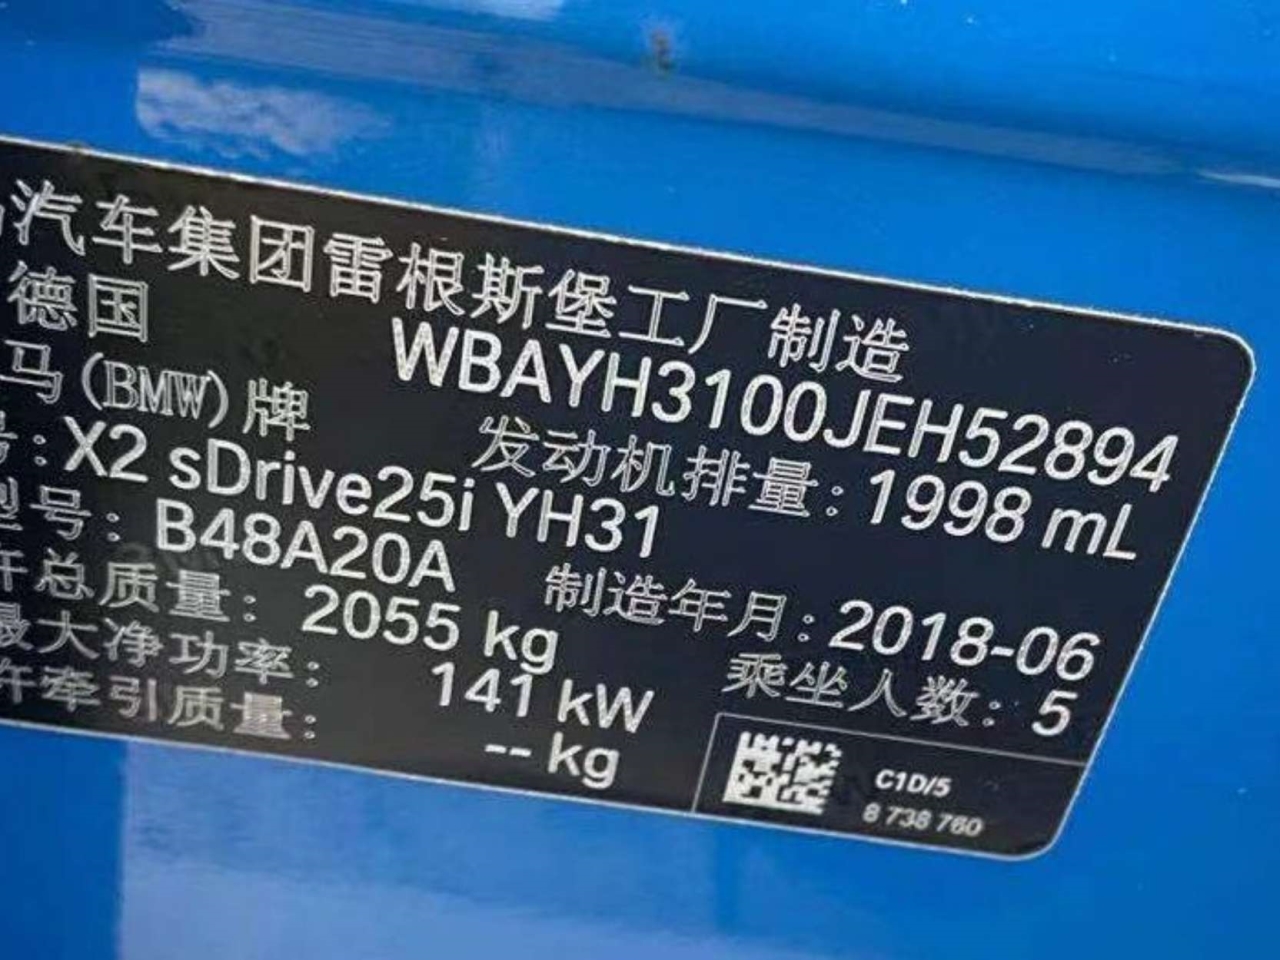 汽车集团雷根斯堡工厂制造
德国 WBAYH3100JEH52894
马(BMW)牌 发动机排量: 1998 mL
号: X2 sDrive25i YH31
型号: B48A20A 制造年月: 2018-06
许总质量: 2055 kg 乘坐人数: 5
最大净功率: 141 kW
许牵引质量: -- kg
C1D/5
8 738 760